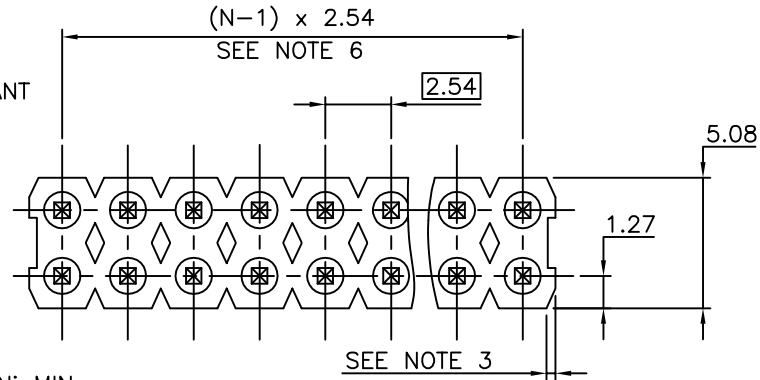 (N-1) x 2.54
SEE NOTE 6
ANT
2.54
5.08
1.27
SEE NOTE 3
Ni MIN